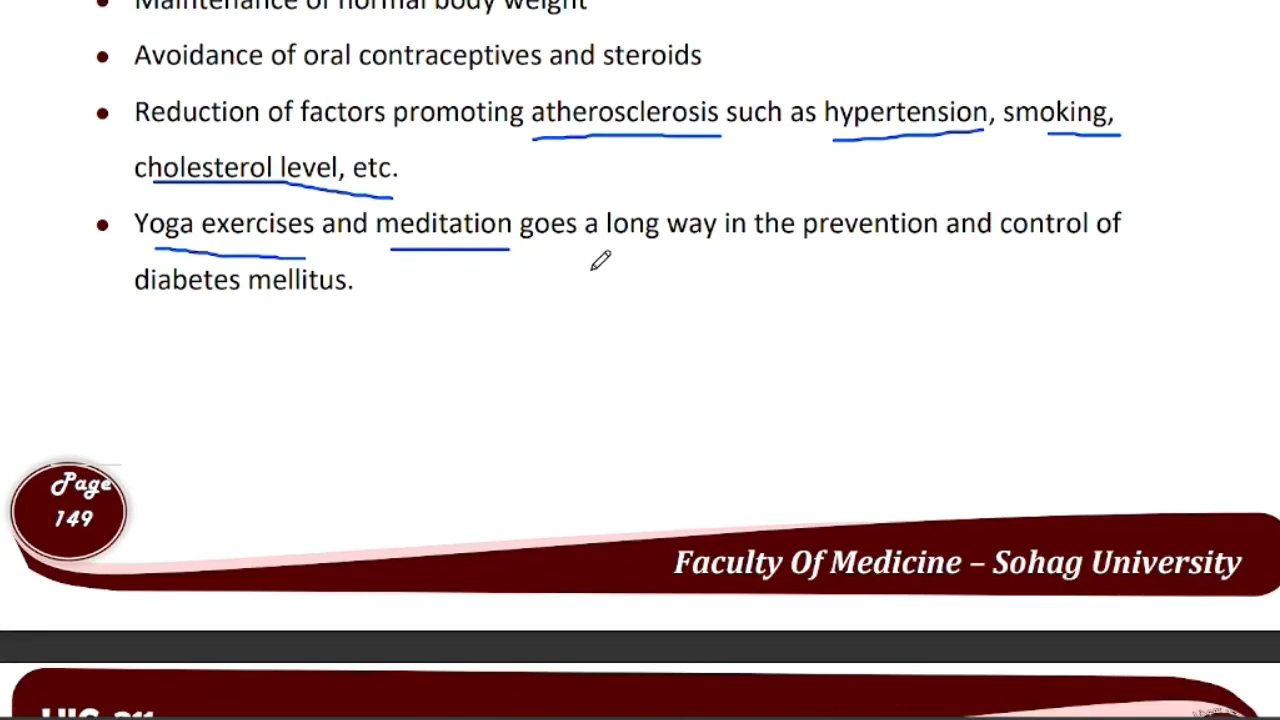 Maintenance of normal body weight
Avoidance of oral contraceptives and steroids
Reduction of factors promoting atherosclerosis such as hypertension, smoking,
cholesterol level, etc.
Yoga exercises and meditation goes a long way in the prevention and control of
diabetes mellitus.
Page
149
Faculty Of Medicine – Sohag University